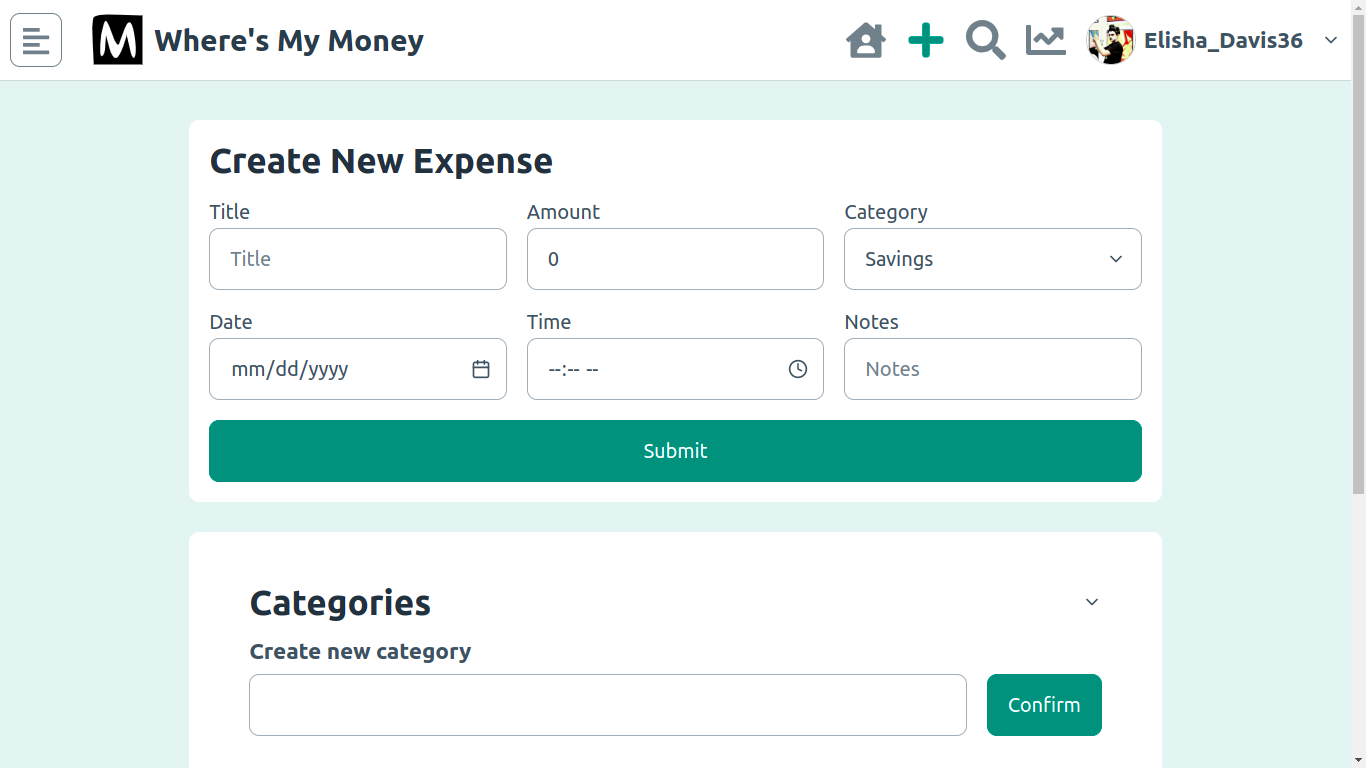 Where's My Money
Elisha_Davis36
Create New Expense
Title
Amount
Category
Title
0
Savings
Date
Time
Notes
mm/dd/yyyy
--:-- --
Notes
Submit
Categories
Create new category
Confirm